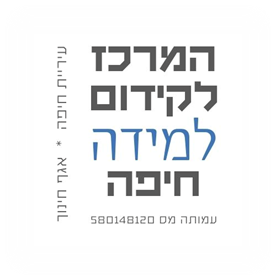 המרכז
לקידום
למידה
חיפה
עמותה מס 580148120
עיריית חיפה * אגף חינוך